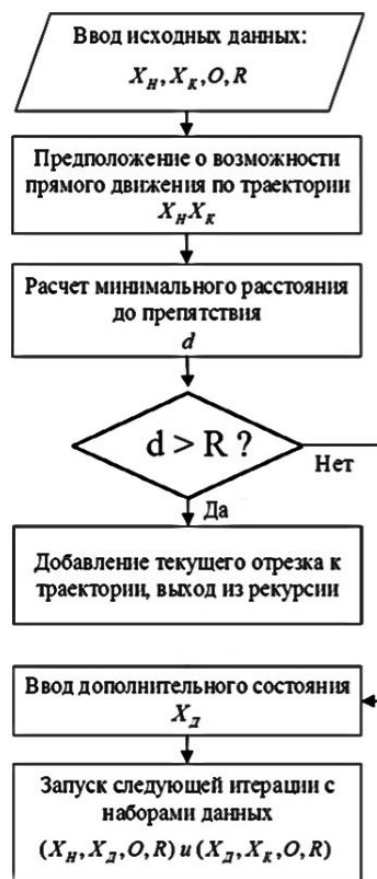 Ввод исходных данных:
X_Н, X_К, O, R
Предположение о возможности
прямого движения по траектории
X_Н X_К
Расчет минимального расстояния
до препятствия
d
d > R ?
Нет
Да
Добавление текущего отрезка к
траектории, выход из рекурсии
Ввод дополнительного состояния
X_Д
Запуск следующей итерации с
наборами данных
(X_Н, X_Д, O, R) и (X_Д, X_К, O, R)